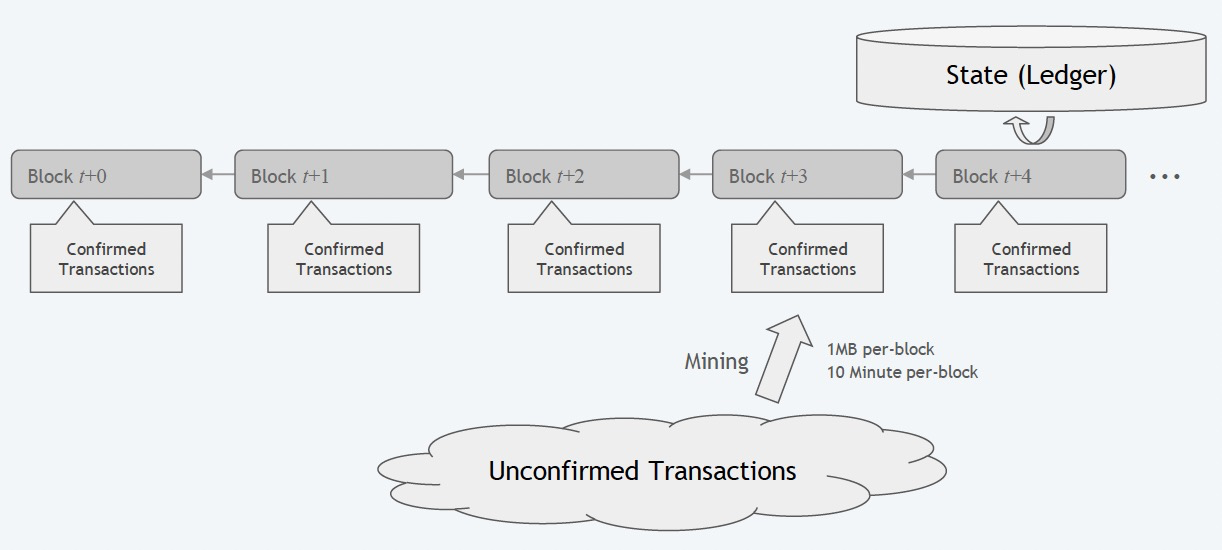 State (Ledger)
Block t+0
Block t+1
Block t+2
Block t+3
Block t+4
...
Confirmed
Transactions
Confirmed
Transactions
Confirmed
Transactions
Confirmed
Transactions
Confirmed
Transactions
Mining
1MB per-block
10 Minute per-block
Unconfirmed Transactions